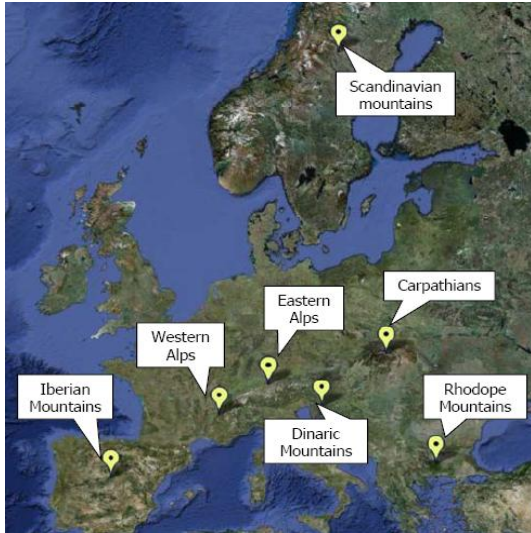 Scandinavian
mountains
Carpathians
Eastern
Alps
Western
Alps
Iberian
Mountains
Rhodope
Mountains
Dinaric
Mountains